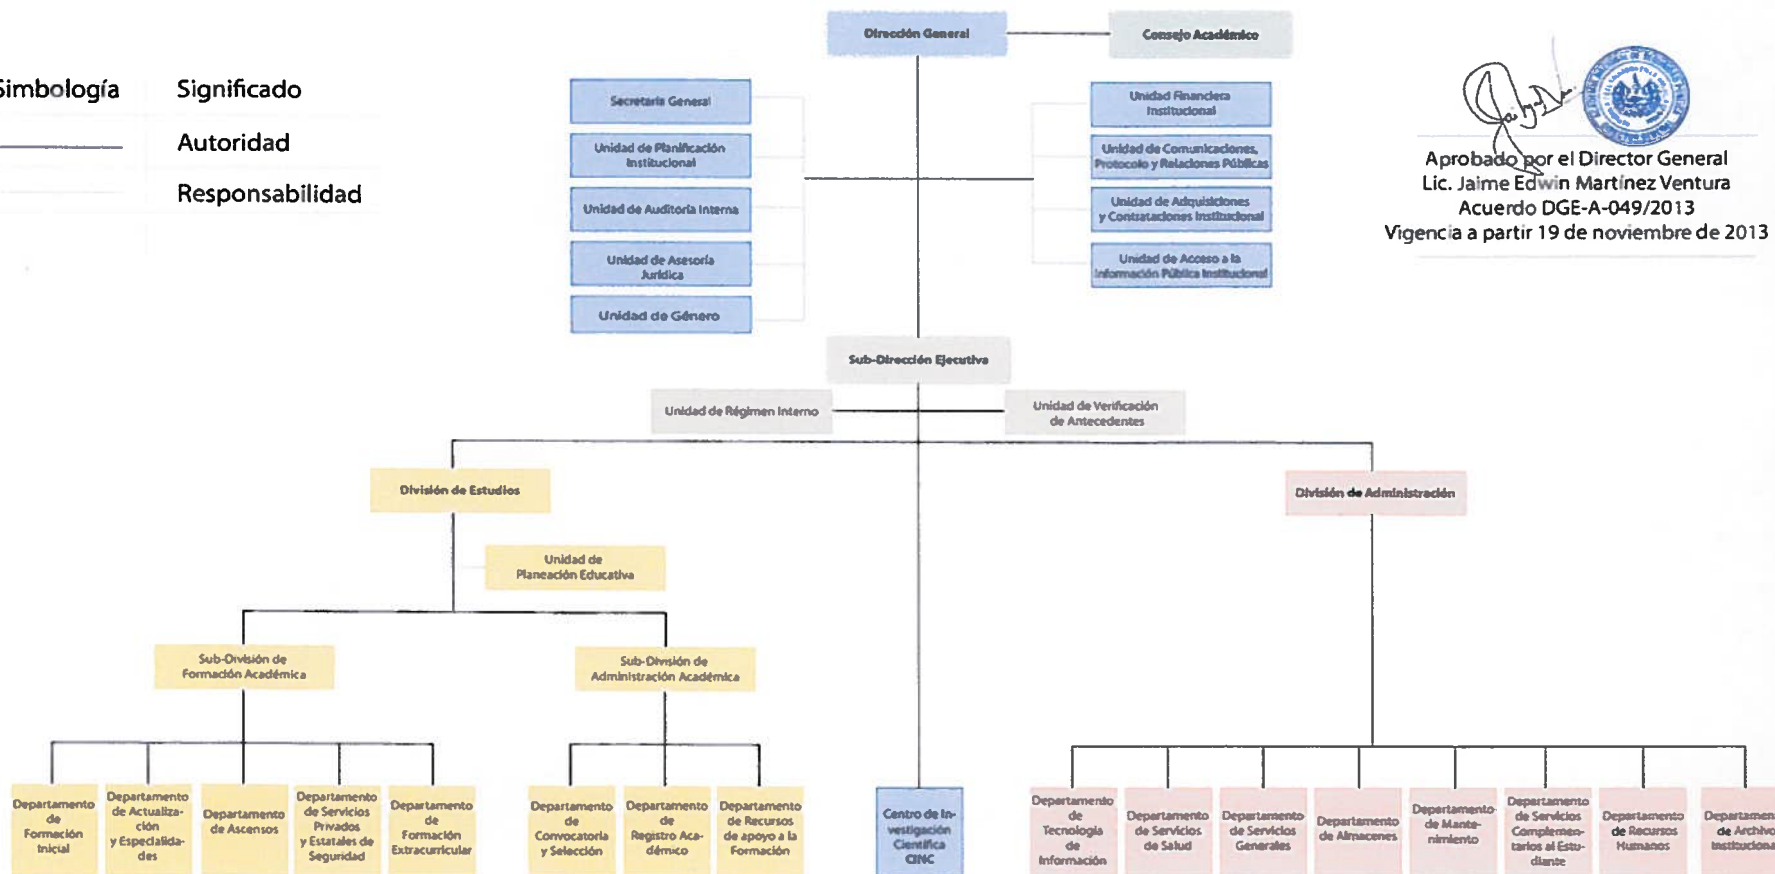 Dirección General
Consejo Académico
Simbología
Significado
Autoridad
Responsabilidad
Secretaría General
Unidad de Planificación
Institucional
Unidad de Auditoría Interna
Unidad de Asesoría
Jurídica
Unidad de Género
Unidad Financiera
Institucional
Unidad de Comunicaciones,
Protocolo y Relaciones Públicas
Unidad de Adquisiciones
y Contrataciones Institucional
Unidad de Acceso a la
Información Pública Institucional
Aprobado por el Director General
Lic. Jaime Edwin Martínez Ventura
Acuerdo DGE-A-049/2013
Vigencia a partir 19 de noviembre de 2013
Sub-Dirección Ejecutiva
Unidad de Régimen Interno
Unidad de Verificación
de Antecedentes
División de Estudios
División de Administración
Unidad de
Planeación Educativa
Sub-División de
Formación Académica
Sub-División de
Administración Académica
Departamento
de
Formación
Inicial
Departamento
de Actualiza-
ción
y Especialida-
des
Departamento
de Ascensos
Departamento
de Servicios
Privados
y Estatales de
Seguridad
Departamento
de
Formación
Extracurricular
Departamento
de
Convocatoria
y Selección
Departamento
de
Registro Aca-
démico
Departamento
de Recursos
de apoyo a la
Formación
Centro de In-
vestigación
Científica
CINC
Departamento
de
Tecnología
de
Información
Departamento
de Servicios
de Salud
Departamento
de Servicios
Generales
Departamento
de Almacenes
Departamento
de Mante-
nimiento
Departamento
de Servicios
Complemen-
tarios al Estu-
diante
Departamento
de Recursos
Humanos
Departamen
de Archivo
Institucional